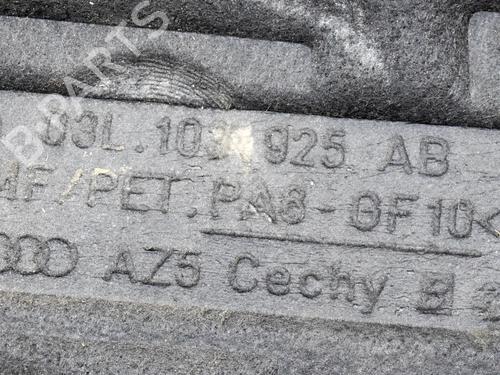 03L.103 925 AB
MF/PET.PA6-GF10<
AZ5 Cechy
B-Parts